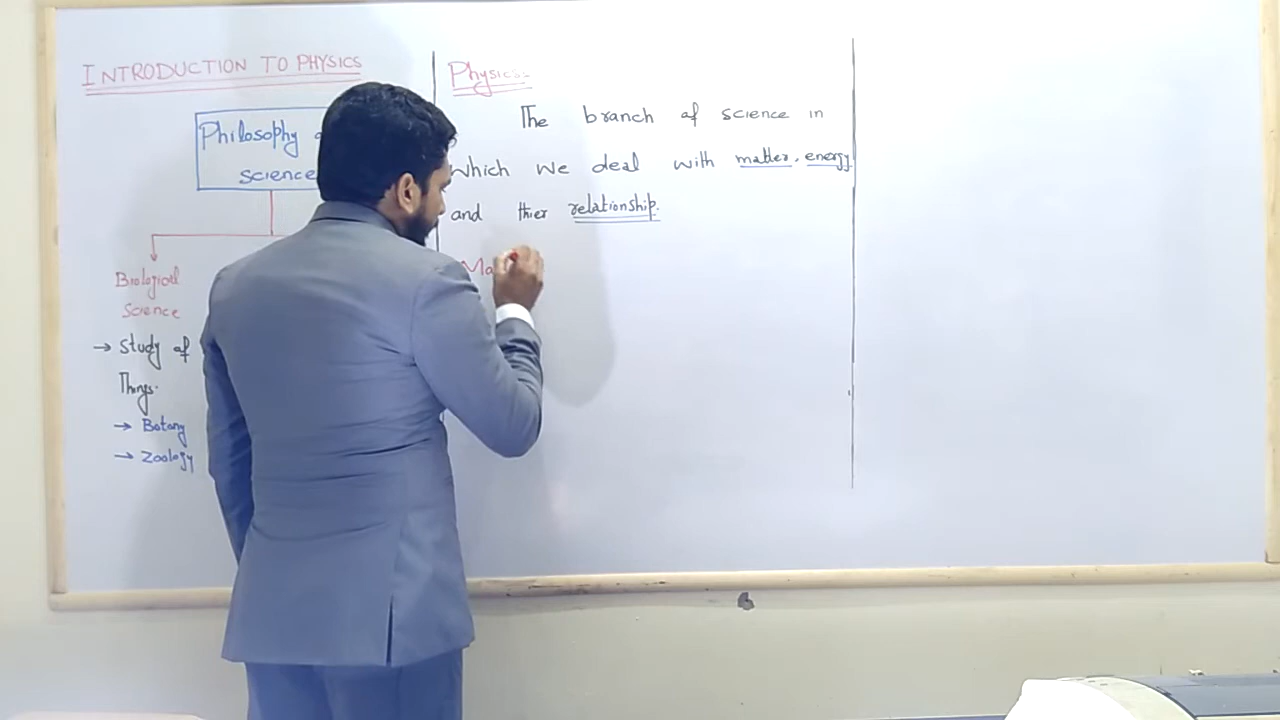 INTRODUCTION TO PHYSICS
Philosophy
science
Biological
Science
→ Study of
Things.
→ Botany
→ Zoology
Physics:-
The branch of science in
which we deal with matter, energy
and thier relationship.
Ma